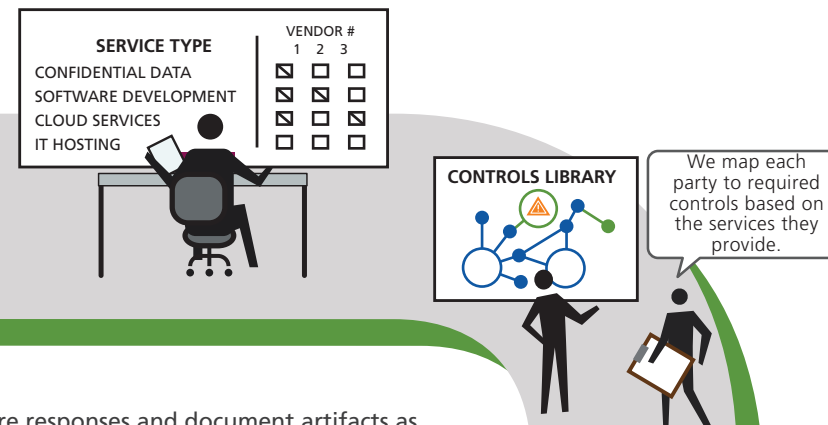 SERVICE TYPE
VENDOR #
1 2 3
CONFIDENTIAL DATA
SOFTWARE DEVELOPMENT
CLOUD SERVICES
IT HOSTING
CONTROLS LIBRARY
We map each
party to required
controls based on
the services they
provide.
responses and document artifacts as